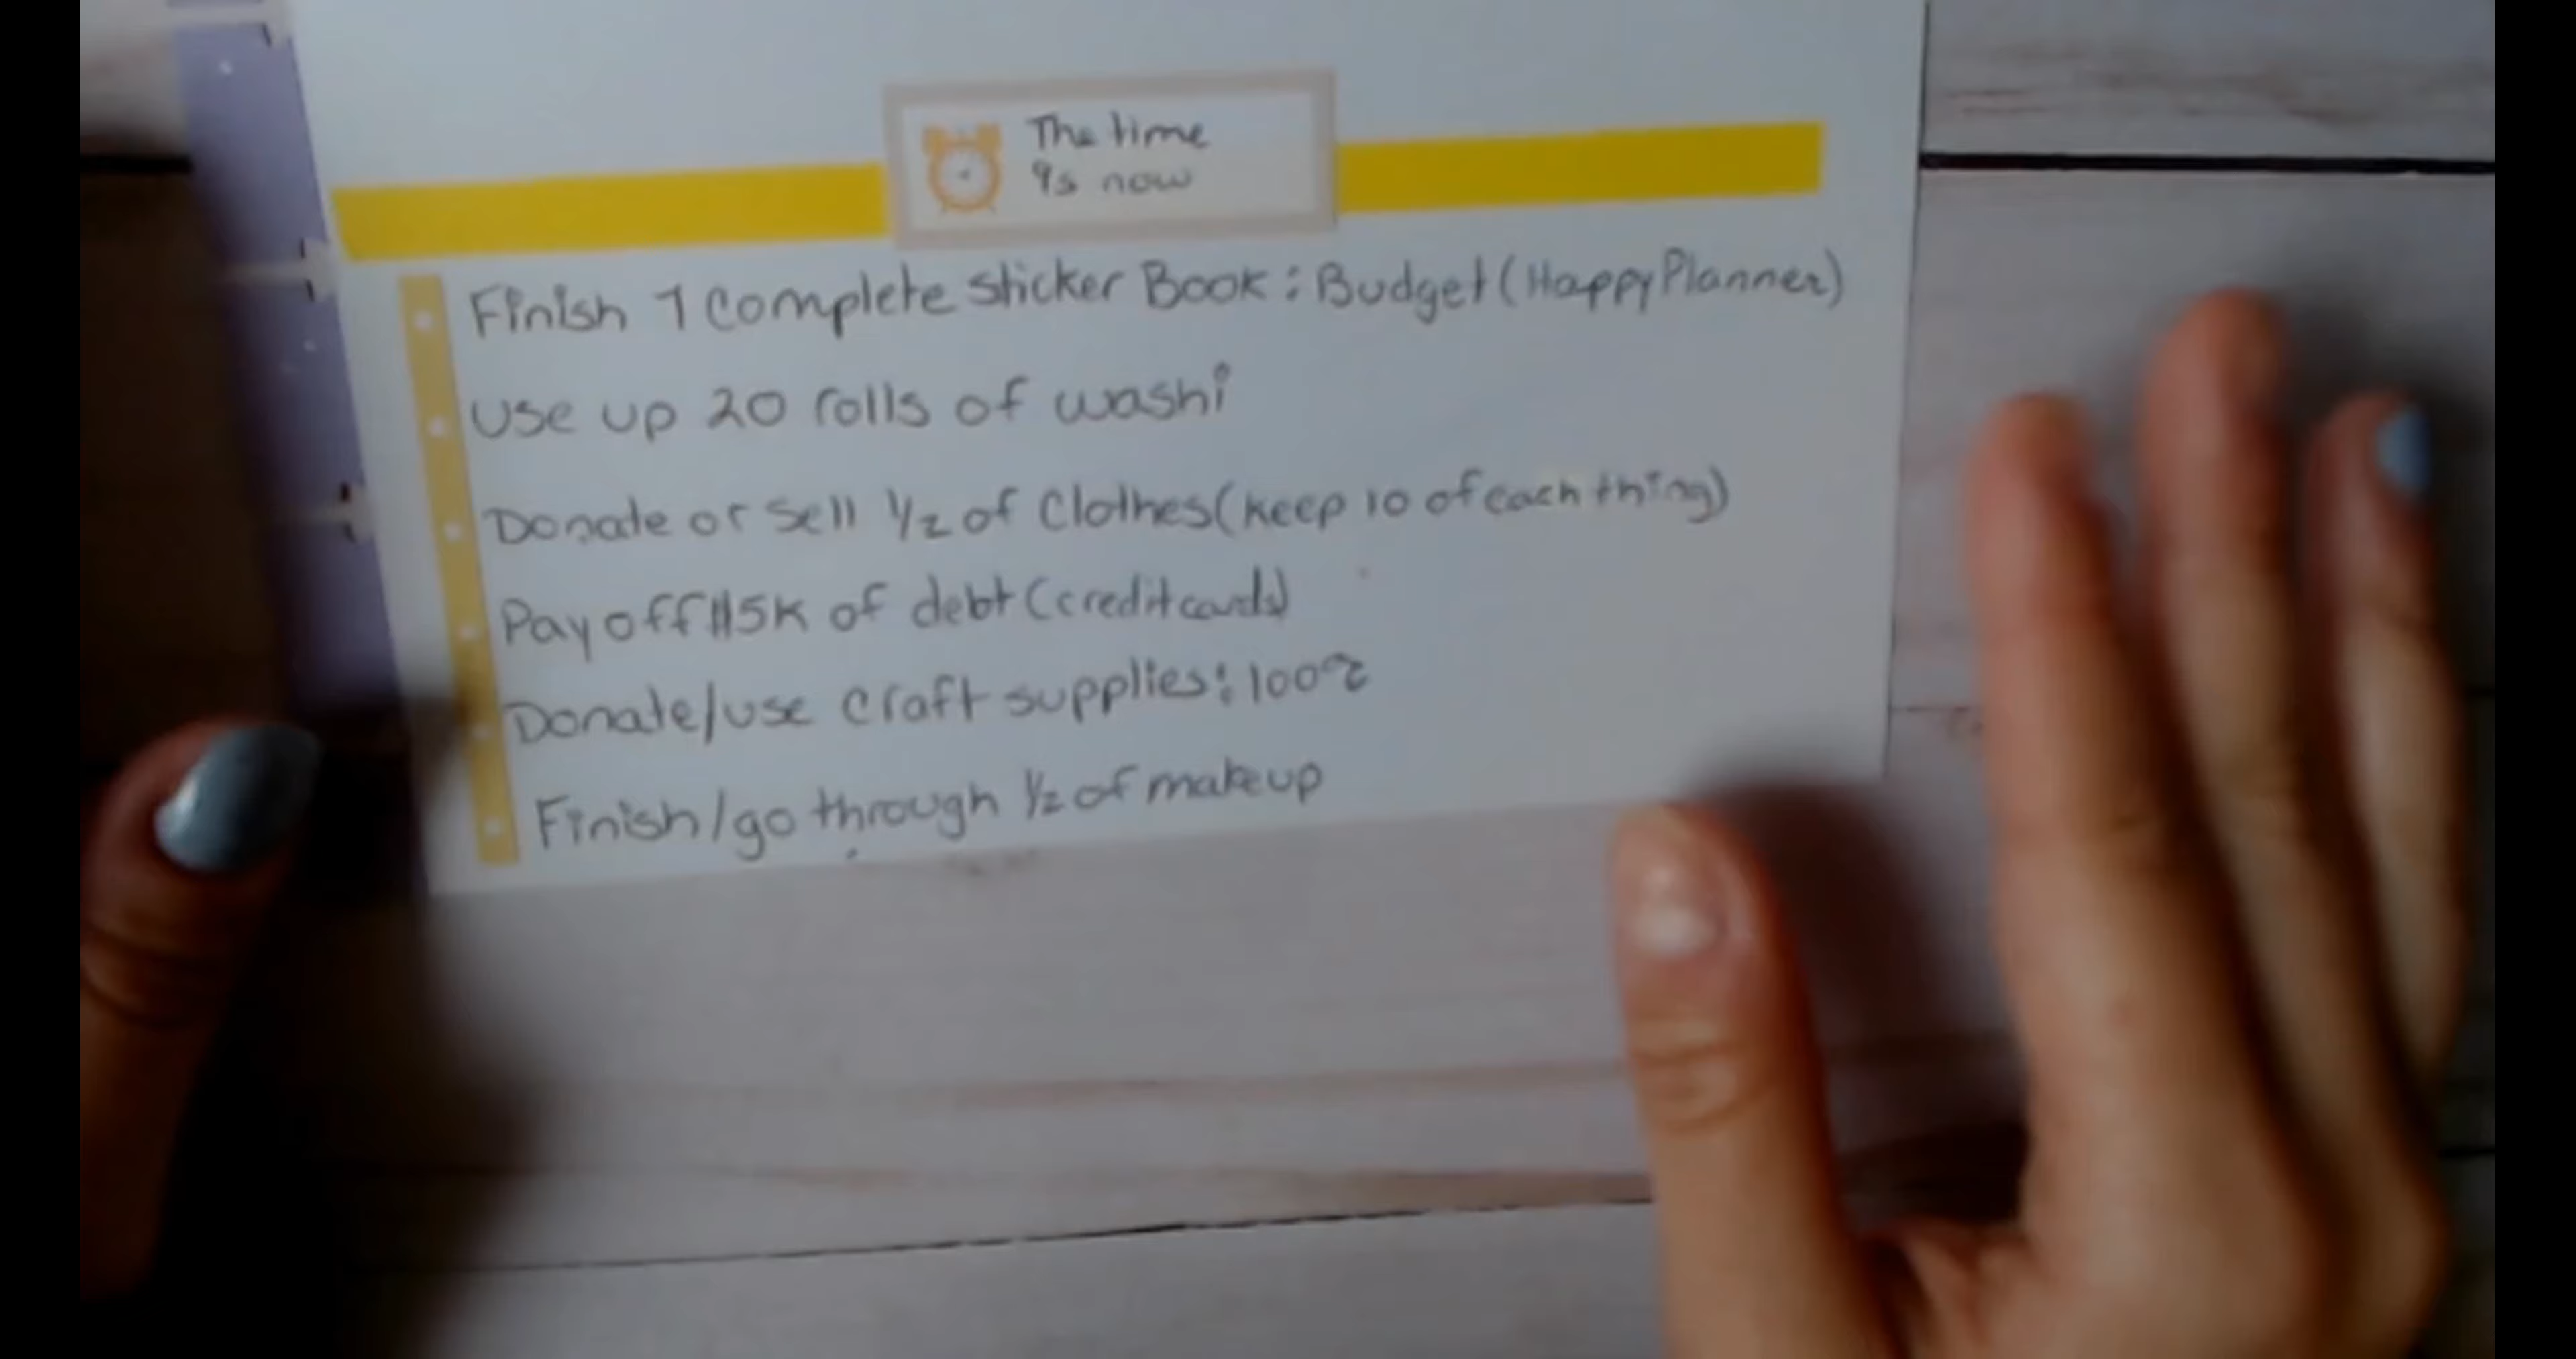 The time
is now
Finish 1 Complete sticker Book : Budget (Happy Planner)
Use up 20 rolls of washi
Donate or Sell 1/2 of Clothes (keep 10 of each thing)
Pay off 15K of debt (credit cards)
Donate/use craft supplies: 100%
Finish/go through 1/2 of makeup